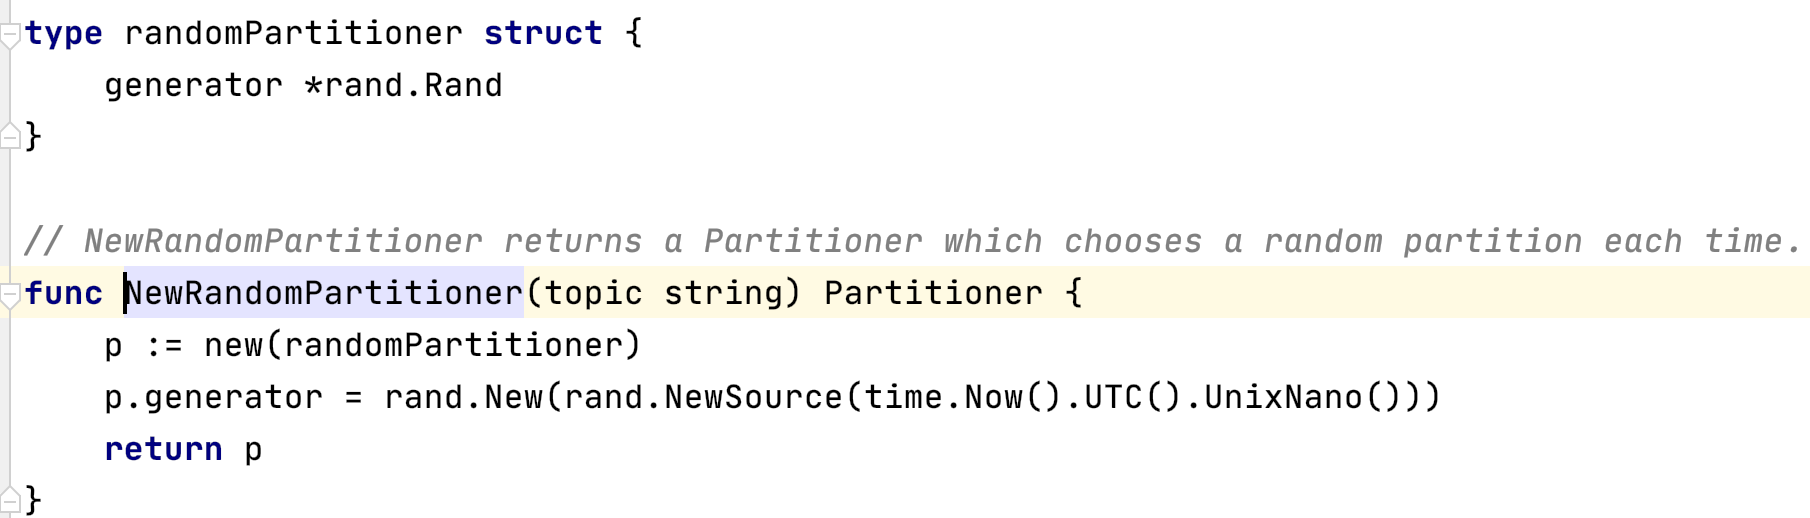 type randomPartitioner struct {
    generator *rand.Rand
}
// NewRandomPartitioner returns a Partitioner which chooses a random partition each time.
func NewRandomPartitioner(topic string) Partitioner {
    p := new(randomPartitioner)
    p.generator = rand.New(rand.NewSource(time.Now().UTC().UnixNano()))
    return p
}